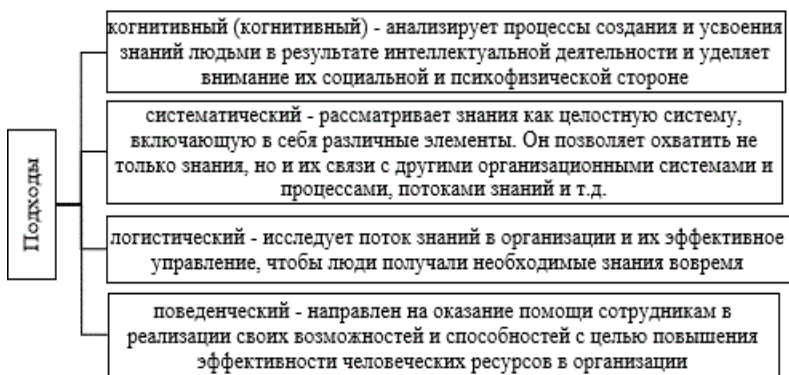 Подходы
когнитивный (когнитивный) - анализирует процессы создания и усвоения
знаний людьми в результате интеллектуальной деятельности и уделяет
внимание их социальной и психофизической стороне
систематический - рассматривает знания как целостную систему,
включающую в себя различные элементы. Он позволяет охватить не
только знания, но и их связи с другими организационными системами и
процессами, потоками знаний и т.д.
логистический - исследует поток знаний в организации и их эффективное
управление, чтобы люди получали необходимые знания вовремя
поведенческий - направлен на оказание помощи сотрудникам в
реализации своих возможностей и способностей с целью повышения
эффективности человеческих ресурсов в организации